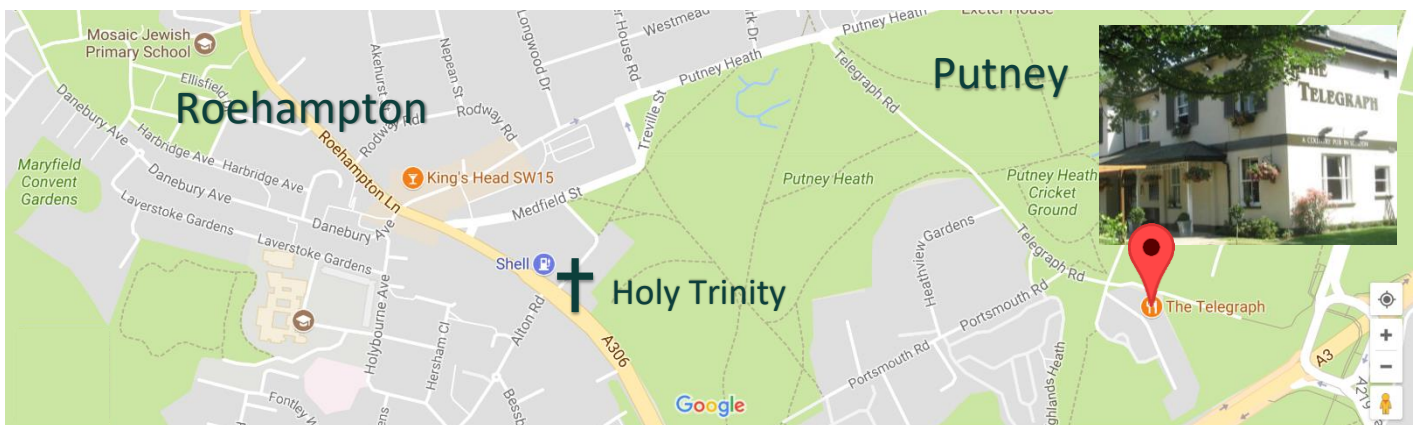 Exeter House
Putney Heath
Westmead
Longwood Dr
Mosaic Jewish
Primary School
Akehurst
Nepean St
Putney Heath
Telegraph Rd
Putney
THE
TELEGRAPH
Ellisfield
Danebury Ave
Roehampton
Rodway Rd
Rodway Rd
Treville St
Harbridge Ave
Harbridge Ave
Roehampton Ln
Maryfield
Convent
Gardens
Danebury Ave
King's Head SW15
Putney Heath
Putney Heath
Cricket
Ground
Laverstoke Gardens
Danebury Ave
Medfield St
Heathview Gardens
Laverstoke Gardens
Telegraph Rd
Shell
Holy Trinity
Portsmouth Rd
The Telegraph
Holybourne Ave
Hersham Cl
Alton Rd
A306
Portsmouth Rd
A3
A219
Google